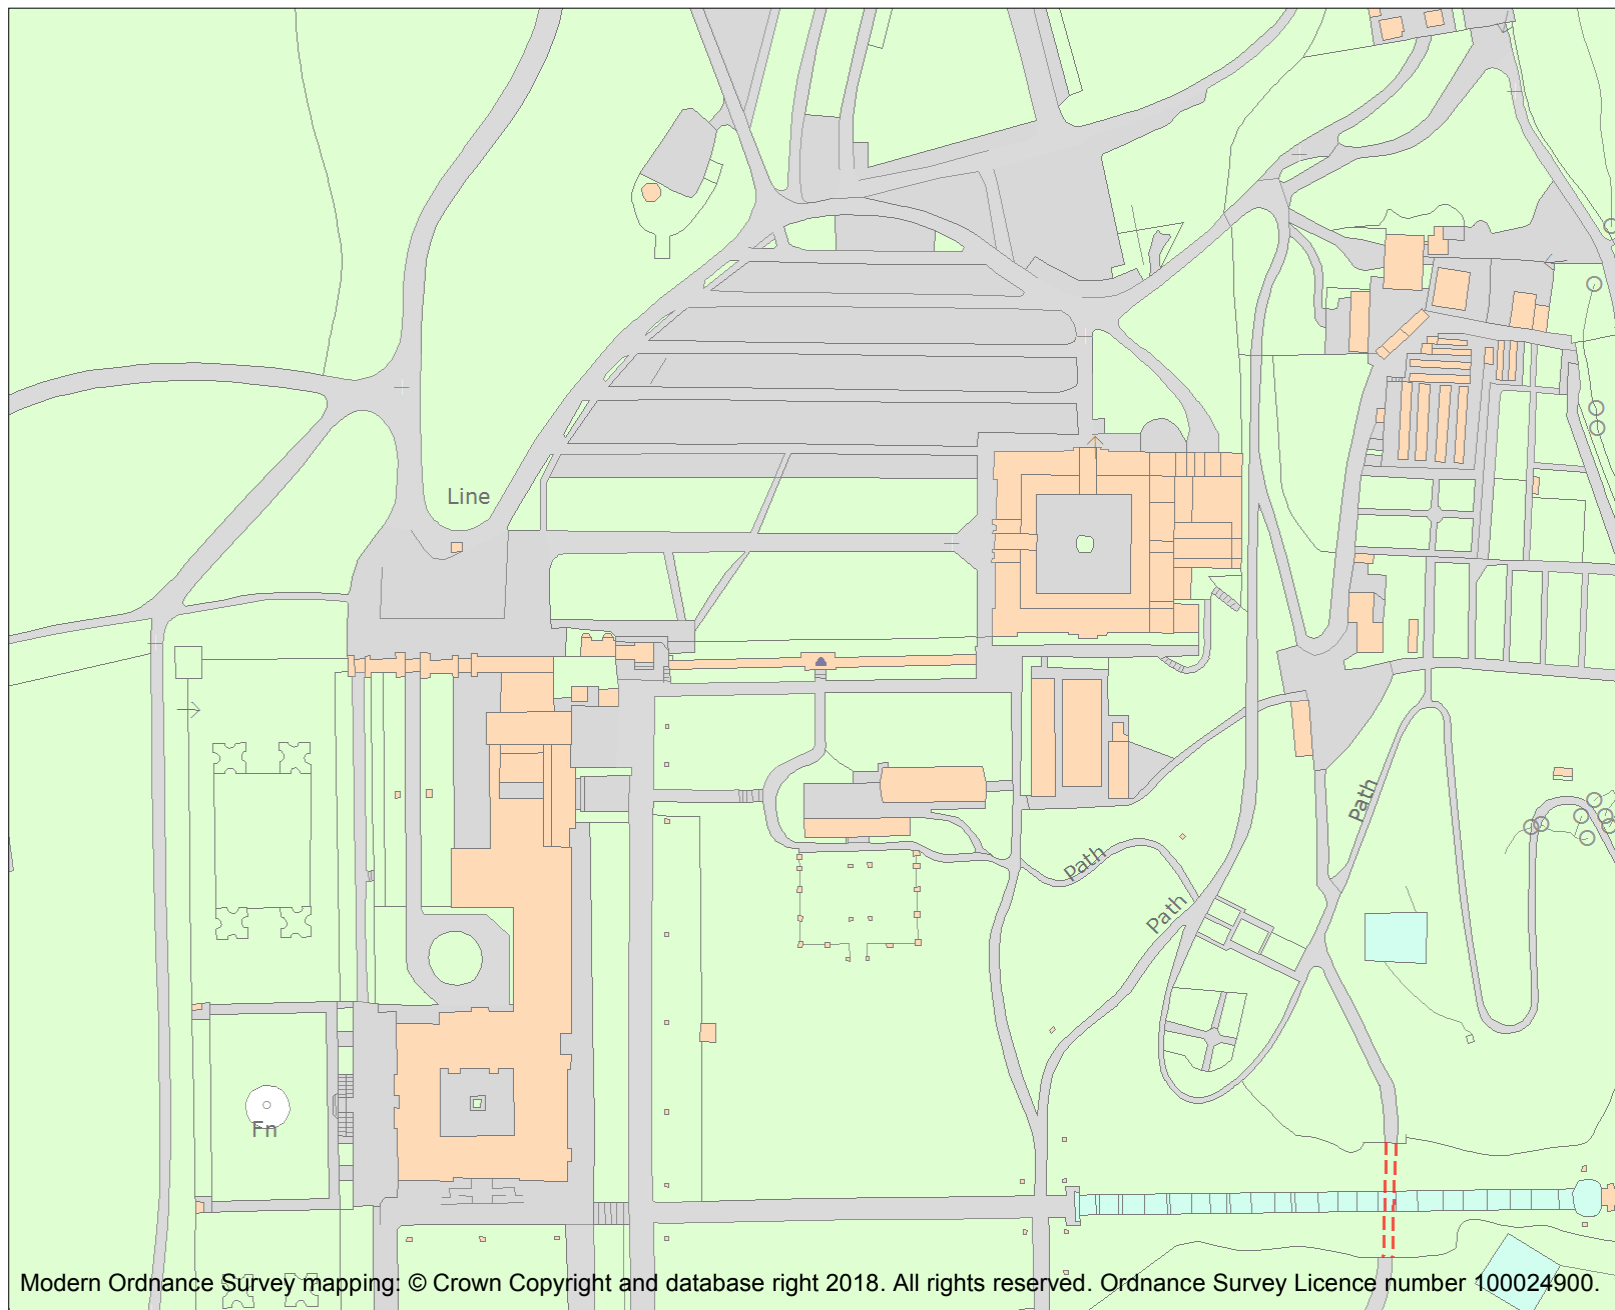 Line
Path
Path
Path
Fn
Modern Ordnance Survey mapping: © Crown Copyright and database right 2018. All rights reserved. Ordnance Survey Licence number 100024900.